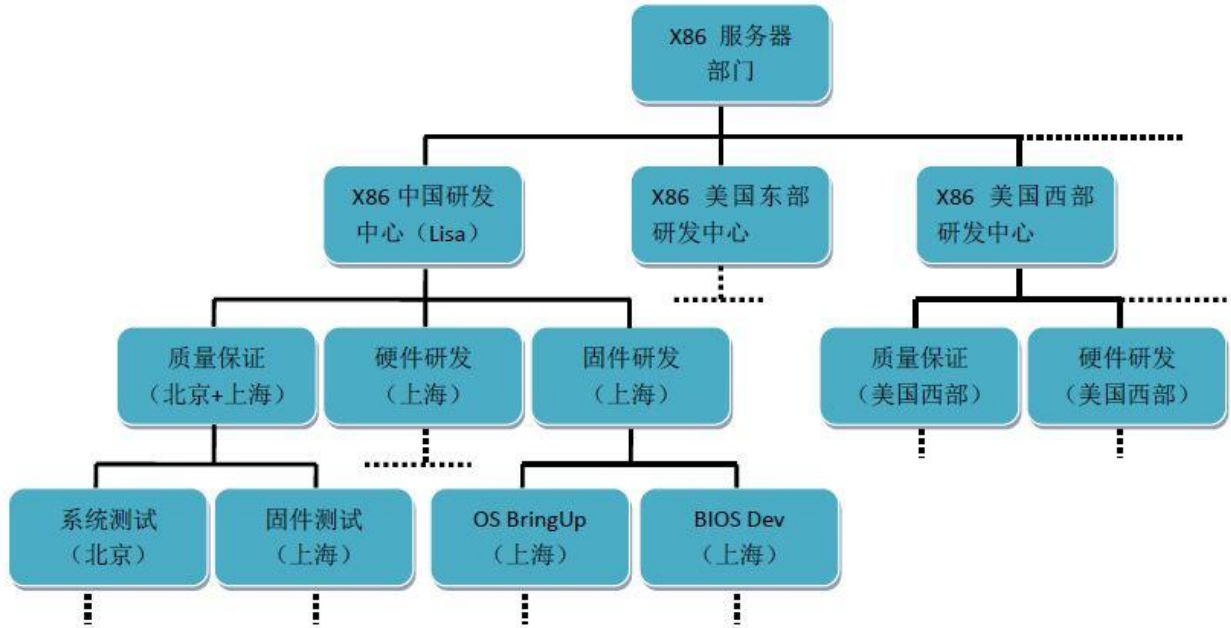 X86 服务器
部门
X86 中国研发
中心（Lisa）
X86 美国东部
研发中心
X86 美国西部
研发中心
质量保证
（北京+上海）
硬件研发
（上海）
固件研发
（上海）
质量保证
（美国西部）
硬件研发
（美国西部）
系统测试
（北京）
固件测试
（上海）
OS BringUp
（上海）
BIOS Dev
（上海）